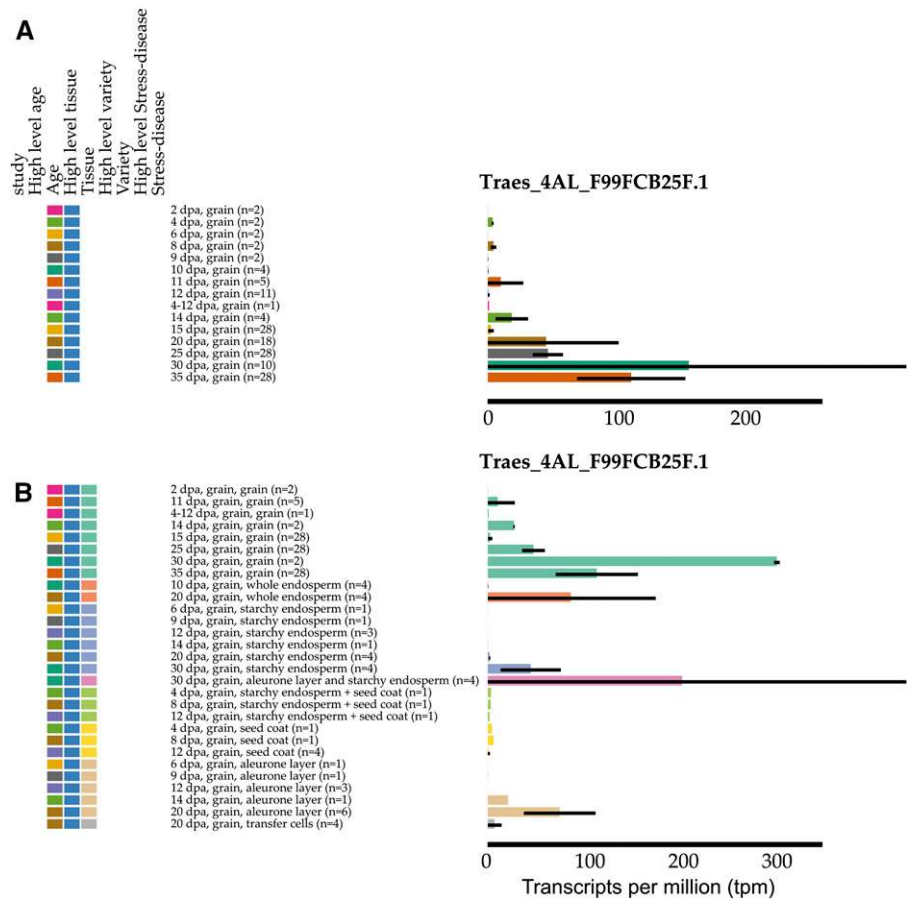 A
study
High level age
Age
High level tissue
Tissue
High level variety
Variety
High level Stress-disease
Stress-disease
Traes_4AL_F99FCB25F.1
2 dpa, grain (n=2)
4 dpa, grain (n=2)
6 dpa, grain (n=2)
8 dpa, grain (n=2)
9 dpa, grain (n=2)
10 dpa, grain (n=4)
11 dpa, grain (n=5)
12 dpa, grain (n=11)
4-12 dpa, grain (n=1)
14 dpa, grain (n=4)
15 dpa, grain (n=28)
20 dpa, grain (n=18)
25 dpa, grain (n=28)
30 dpa, grain (n=10)
35 dpa, grain (n=28)
0 100 200
Traes_4AL_F99FCB25F.1
B
2 dpa, grain, grain (n=2)
11 dpa, grain, grain (n=5)
4-12 dpa, grain, grain (n=1)
14 dpa, grain, grain (n=2)
15 dpa, grain, grain (n=28)
25 dpa, grain, grain (n=28)
30 dpa, grain, grain (n=2)
35 dpa, grain, grain (n=28)
10 dpa, grain, whole endosperm (n=4)
20 dpa, grain, whole endosperm (n=4)
6 dpa, grain, starchy endosperm (n=1)
9 dpa, grain, starchy endosperm (n=1)
12 dpa, grain, starchy endosperm (n=3)
14 dpa, grain, starchy endosperm (n=1)
20 dpa, grain, starchy endosperm (n=4)
30 dpa, grain, starchy endosperm (n=4)
30 dpa, grain, aleurone layer and starchy endosperm (n=4)
4 dpa, grain, starchy endosperm + seed coat (n=1)
8 dpa, grain, starchy endosperm + seed coat (n=1)
12 dpa, grain, starchy endosperm + seed coat (n=1)
4 dpa, grain, seed coat (n=1)
8 dpa, grain, seed coat (n=1)
12 dpa, grain, seed coat (n=4)
6 dpa, grain, aleurone layer (n=1)
9 dpa, grain, aleurone layer (n=1)
12 dpa, grain, aleurone layer (n=3)
14 dpa, grain, aleurone layer (n=1)
20 dpa, grain, aleurone layer (n=6)
20 dpa, grain, transfer cells (n=4)
0 100 200 300
Transcripts per million (tpm)